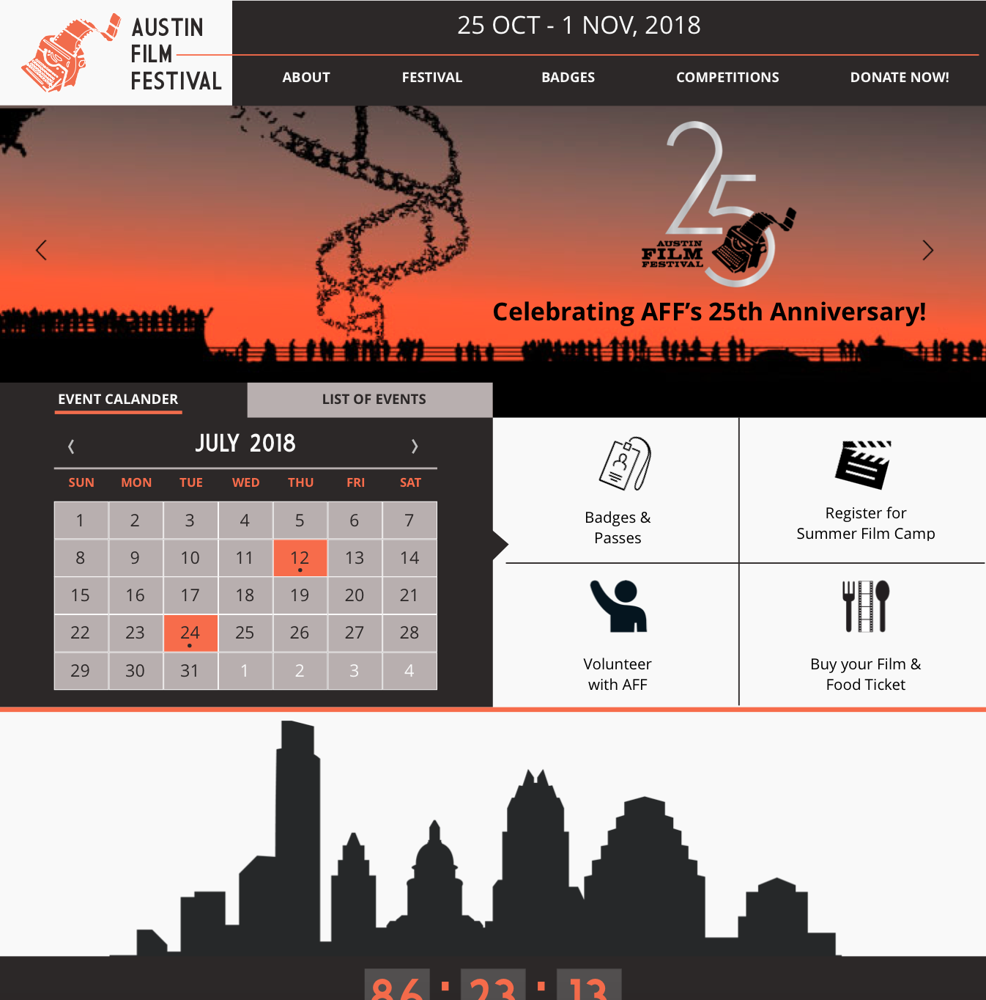 AUSTIN
FILM
FESTIVAL
25 OCT - 1 NOV, 2018
ABOUT FESTIVAL BADGES COMPETITIONS DONATE NOW!
25
AUSTIN
FILM
FESTIVAL
Celebrating AFF’s 25th Anniversary!
EVENT CALANDER LIST OF EVENTS
‹ JULY 2018 ›
SUN MON TUE WED THU FRI SAT
1 2 3 4 5 6 7
8 9 10 11 12 13 14
15 16 17 18 19 20 21
22 23 24 25 26 27 28
29 30 31 1 2 3 4
Badges &
Passes
Register for
Summer Film Camp
Volunteer
with AFF
Buy your Film &
Food Ticket
86 : 23 : 13